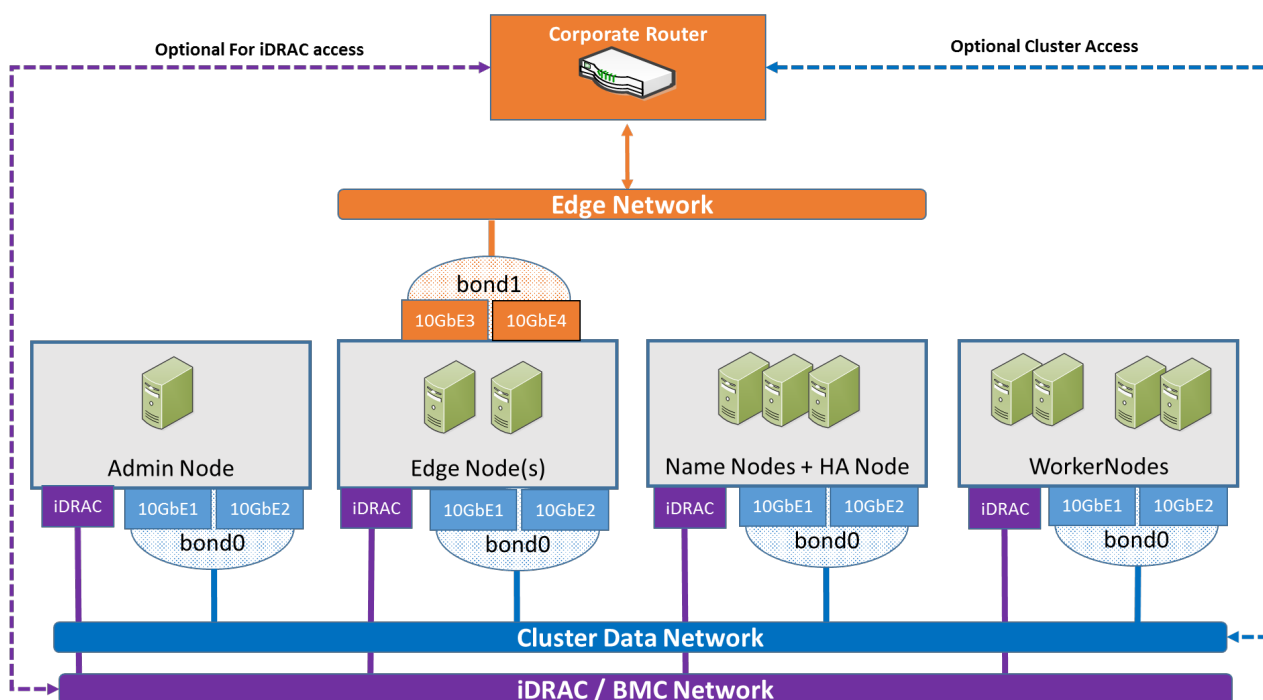 Corporate Router
Optional For iDRAC access
Optional Cluster Access
Edge Network
bond1
10GbE3
10GbE4
Admin Node
Edge Node(s)
Name Nodes + HA Node
WorkerNodes
iDRAC
10GbE1
10GbE2
iDRAC
10GbE1
10GbE2
iDRAC
10GbE1
10GbE2
iDRAC
10GbE1
10GbE2
bond0
bond0
bond0
bond0
Cluster Data Network
iDRAC / BMC Network